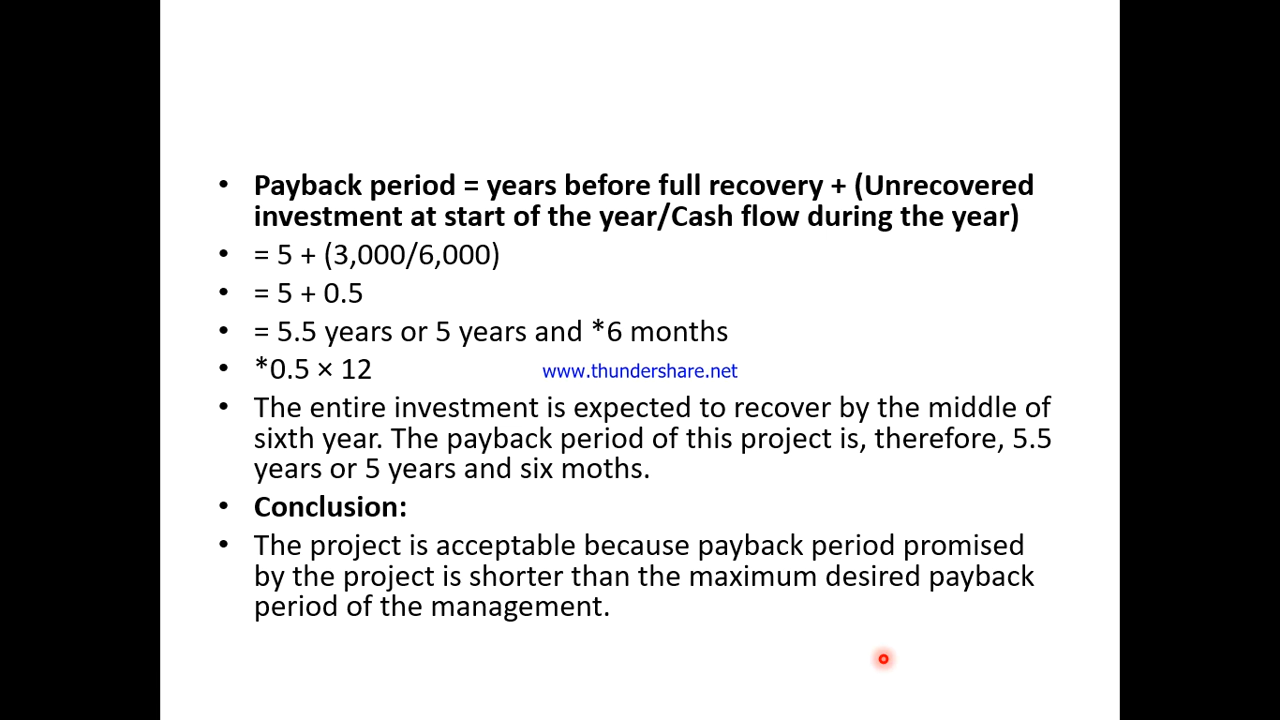 • Payback period = years before full recovery + (Unrecovered
investment at start of the year/Cash flow during the year)
• = 5 + (3,000/6,000)
• = 5 + 0.5
• = 5.5 years or 5 years and *6 months
• *0.5 × 12
www.thundershare.net
• The entire investment is expected to recover by the middle of
sixth year. The payback period of this project is, therefore, 5.5
years or 5 years and six moths.
• Conclusion:
• The project is acceptable because payback period promised
by the project is shorter than the maximum desired payback
period of the management.